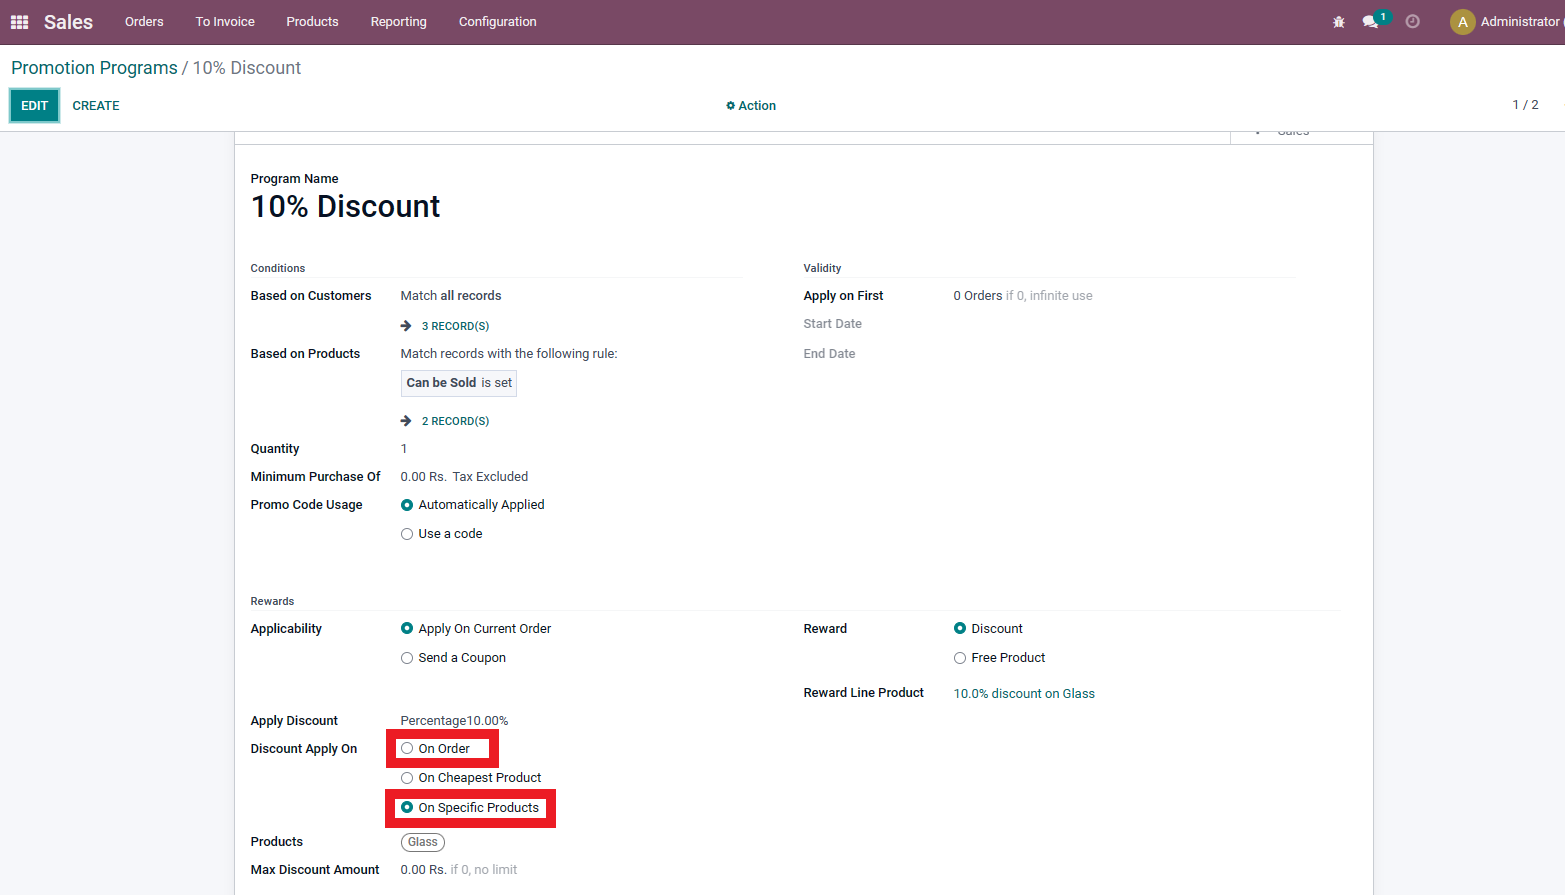 Sales Orders To Invoice Products Reporting Configuration 1 A Administrator
Promotion Programs / 10% Discount
EDIT CREATE Action 1 / 2
Sales
Program Name
10% Discount
Conditions Validity
Based on Customers Match all records Apply on First 0 Orders if 0, infinite use
3 RECORD(S) Start Date
Based on Products Match records with the following rule: End Date
Can be Sold is set
2 RECORD(S)
Quantity 1
Minimum Purchase Of 0.00 Rs. Tax Excluded
Promo Code Usage Automatically Applied
Use a code
Rewards
Applicability Apply On Current Order Reward Discount
Send a Coupon Free Product
Reward Line Product 10.0% discount on Glass
Apply Discount Percentage10.00%
Discount Apply On On Order
On Cheapest Product
On Specific Products
Products Glass
Max Discount Amount 0.00 Rs. if 0, no limit